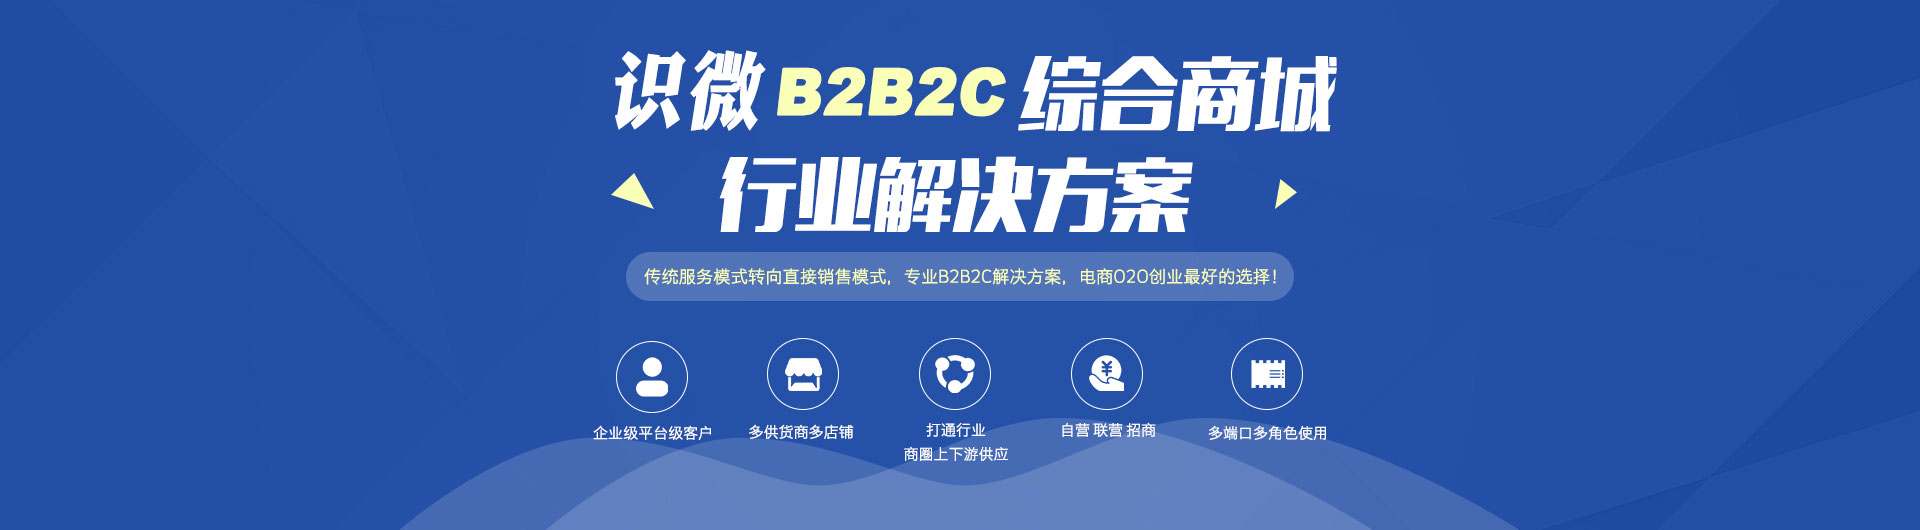 识微 B2B2C 综合商城
行业解决方案
传统服务模式转向直接销售模式，专业B2B2C解决方案，电商O2O创业最好的选择！
企业级平台级客户
多供货商多店铺
打通行业
商圈上下游供应
自营 联营 招商
多端口多角色使用